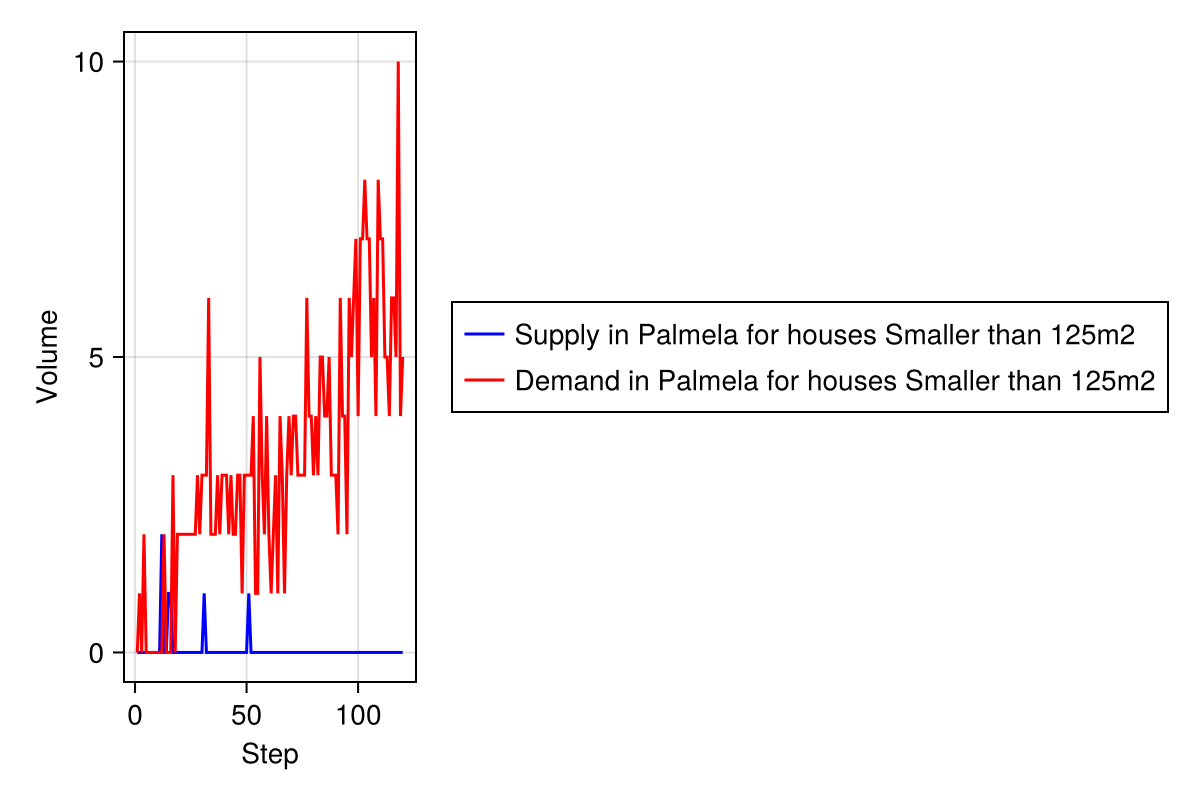 10
5
0
Volume
0 50 100
Step
Supply in Palmela for houses Smaller than 125m2
Demand in Palmela for houses Smaller than 125m2